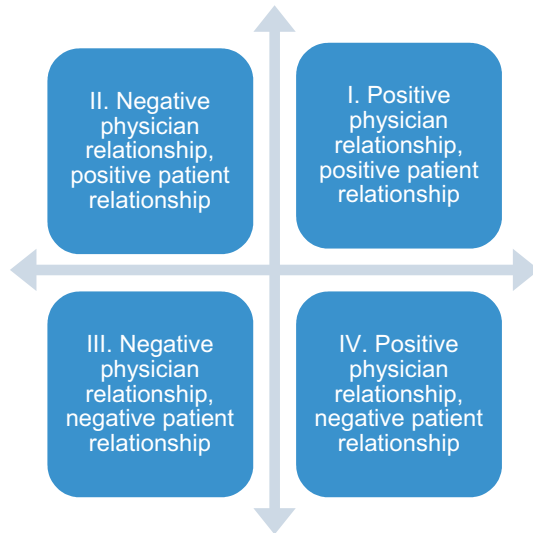 II. Negative
physician
relationship,
positive patient
relationship
I. Positive
physician
relationship,
positive patient
relationship
III. Negative
physician
relationship,
negative patient
relationship
IV. Positive
physician
relationship,
negative patient
relationship